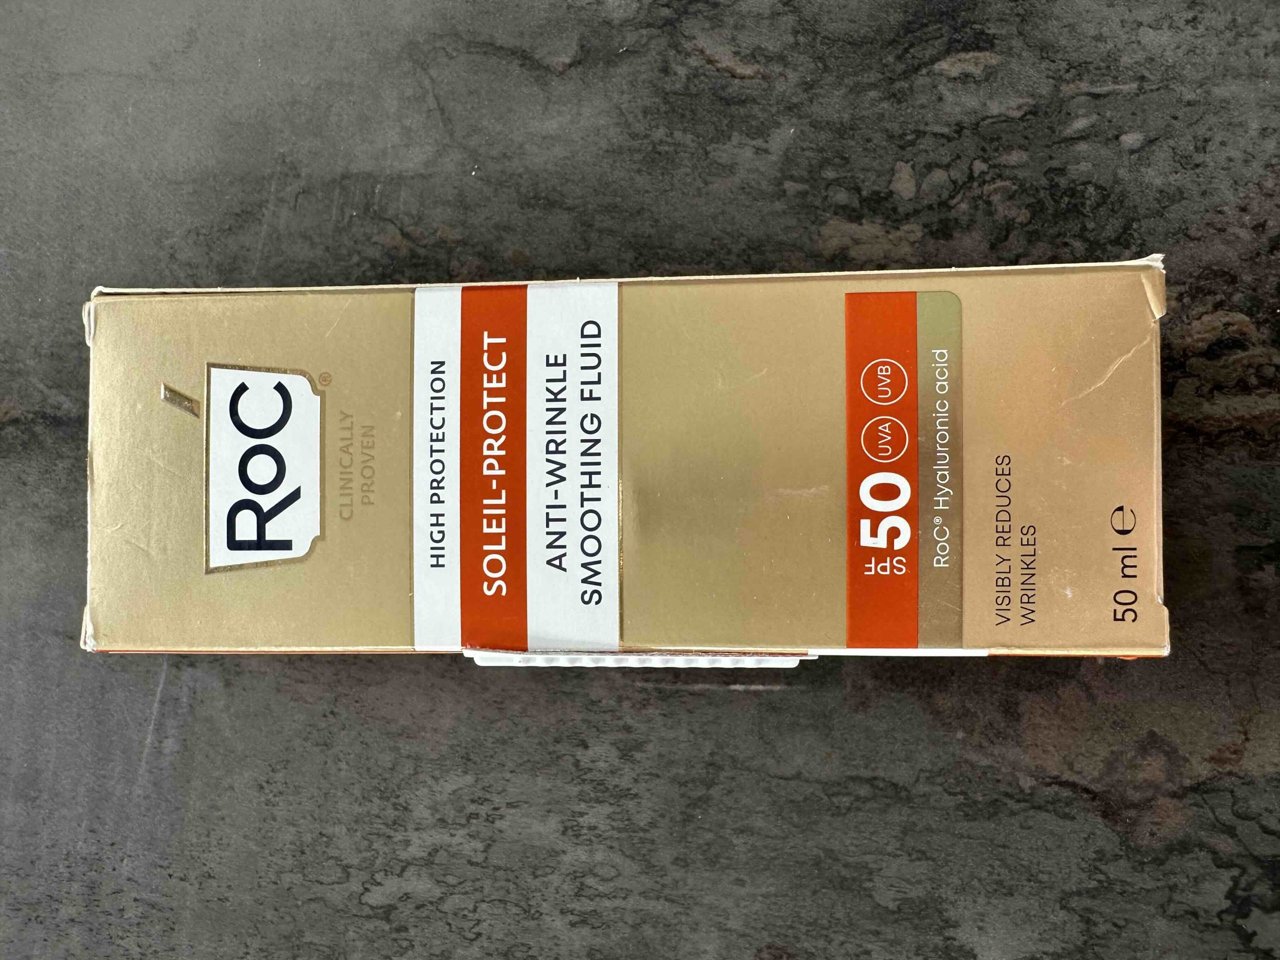 RoC®
CLINICALLY
PROVEN
HIGH PROTECTION
SOLEIL-PROTECT
ANTI-WRINKLE
SMOOTHING FLUID
SPF 50 UVA UVB
RoC® Hyaluronic acid
VISIBLY REDUCES
WRINKLES
50 ml ℮